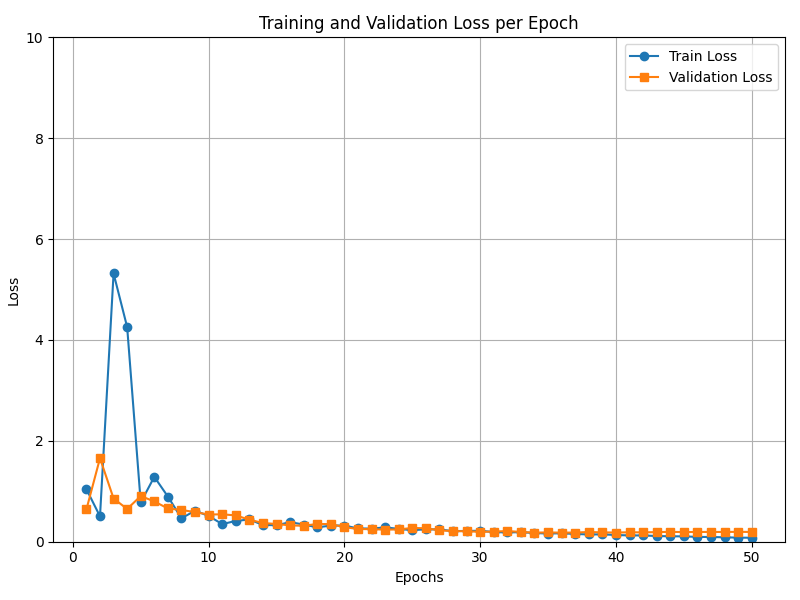 Training and Validation Loss per Epoch
10
8
6
4
2
0
Loss
Train Loss
Validation Loss
0 10 20 30 40 50
Epochs